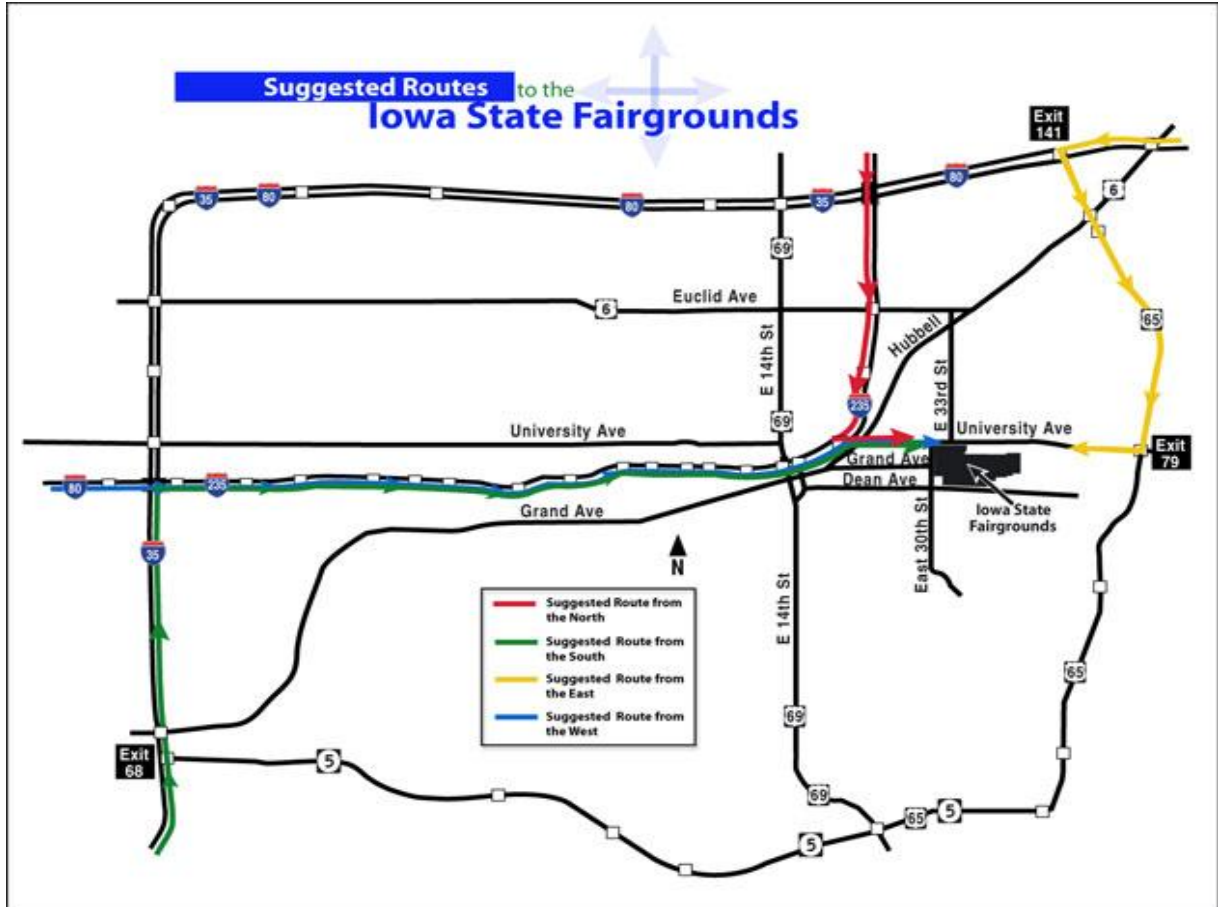 Suggested Routes to the
Iowa State Fairgrounds
Exit
141
6
35
80
80
35
80
69
Euclid Ave
6
65
Hubbell
E 14th St
E 33rd St
235
69
University Ave
University Ave
Exit
79
Grand Ave
80
235
Dean Ave
Grand Ave
Iowa State
Fairgrounds
35
N
East 30th St
E 14th St
Suggested Route from
the North
Suggested Route from
the South
Suggested Route from
the East
Suggested Route from
the West
65
69
Exit
68
5
69
65
5
5